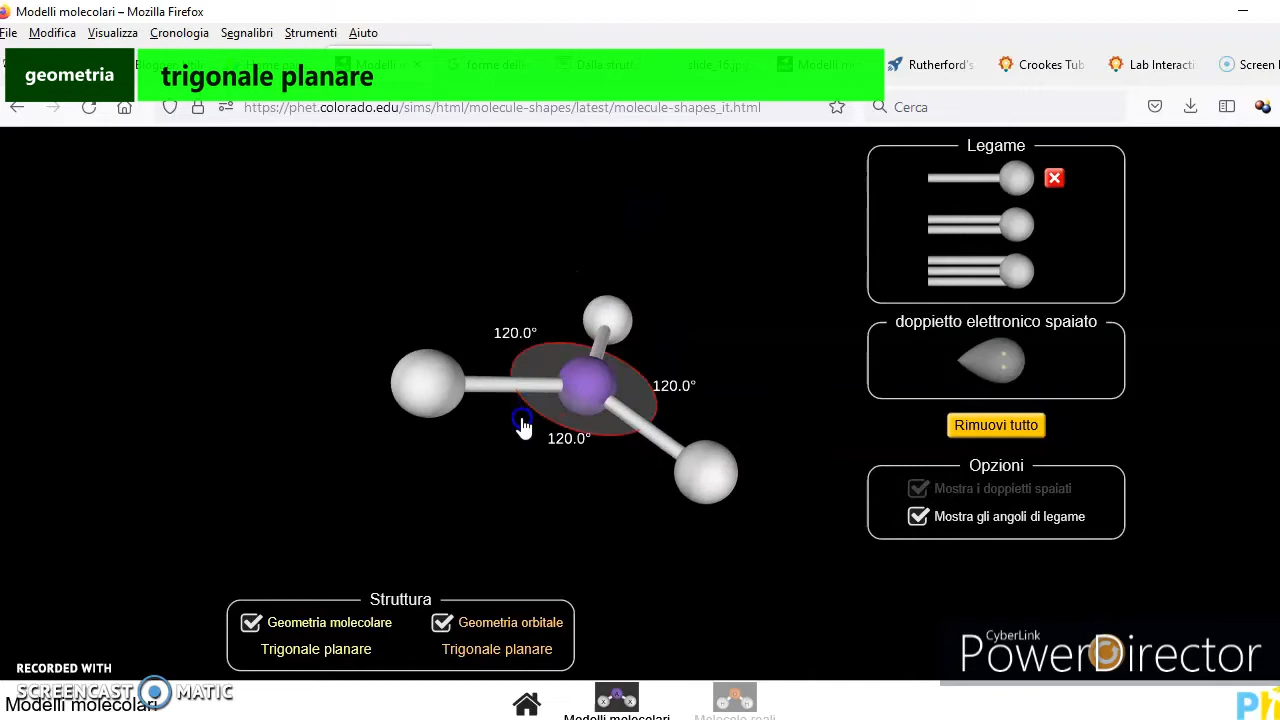 Modelli molecolari – Mozilla Firefox
File Modifica Visualizza Cronologia Segnalibri Strumenti Aiuto
geometria
trigonale planare
Rutherford's
Crookes Tub
Lab Interacti
Screen
https://phet.colorado.edu/sims/html/molecule-shapes/latest/molecule-shapes_it.html
Cerca
Legame
doppietto elettronico spaiato
120.0°
120.0°
120.0°
Rimuovi tutto
Opzioni
Mostra i doppietti spaiati
Mostra gli angoli di legame
Struttura
Geometria molecolare
Geometria orbitale
Trigonale planare
Trigonale planare
CyberLink
PowerDirector
RECORDED WITH
SCREENCAST MATIC
Modelli molecolari
Modelli molecolari
Molecole reali